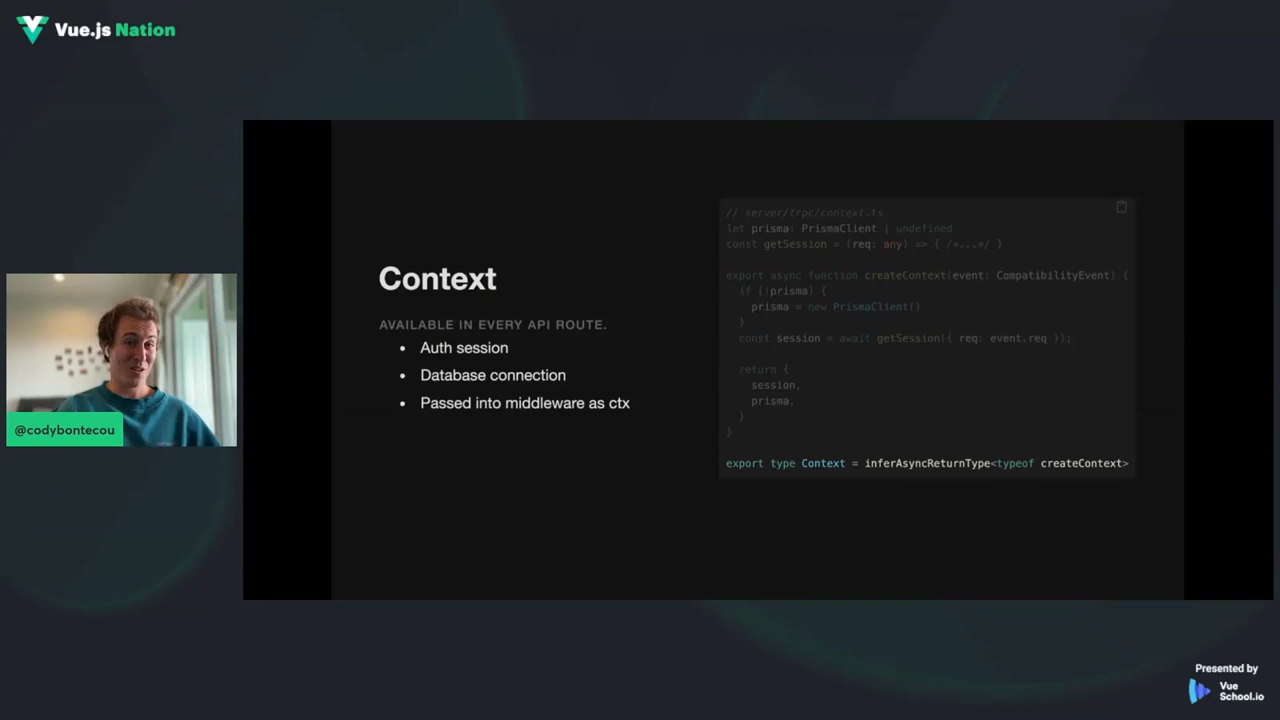 Vue.js Nation
Context
AVAILABLE IN EVERY API ROUTE.
• Auth session
• Database connection
• Passed into middleware as ctx
// server/trpc/context.ts
let prisma: PrismaClient | undefined
const getSession = (req: any) => { /*...*/ }
export async function createContext(event: CompatibilityEvent) {
if (!prisma) {
prisma = new PrismaClient()
}
const session = await getSession({ req: event.req });
return {
session,
prisma,
}
}
export type Context = inferAsyncReturnType<typeof createContext>
@codybontecou
Presented by
Vue
School.io